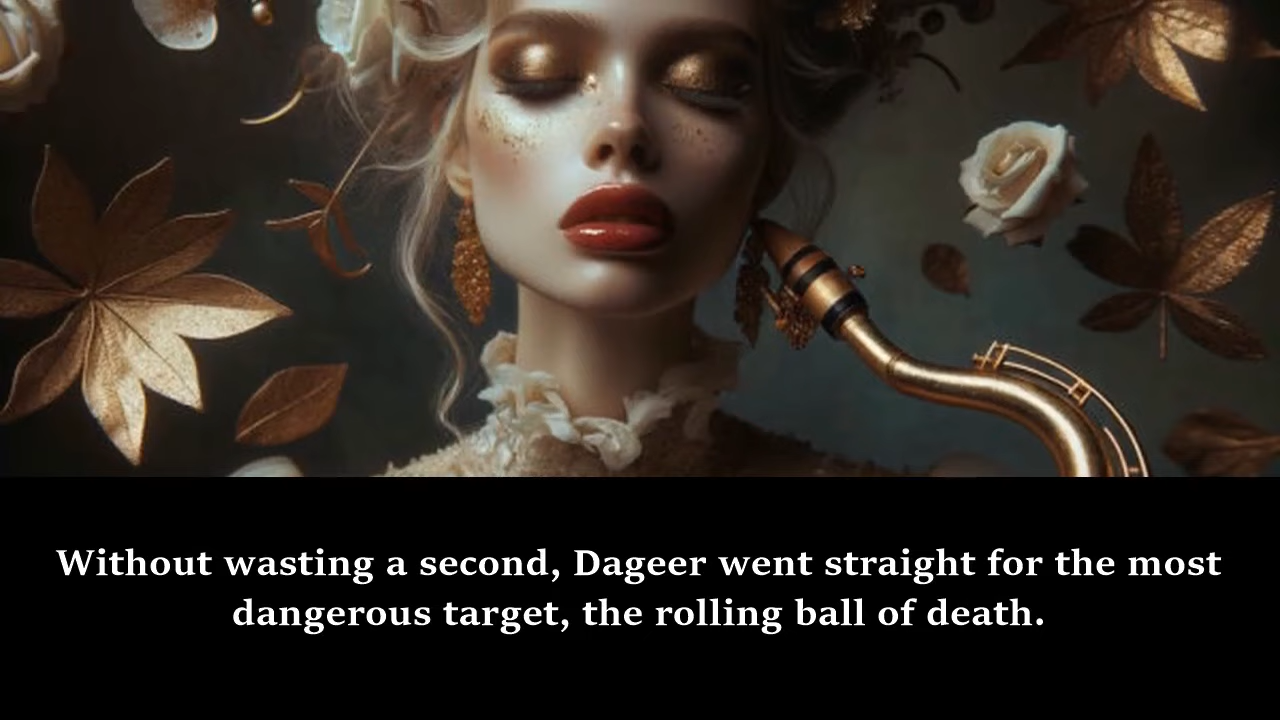 Without wasting a second, Dageer went straight for the most
dangerous target, the rolling ball of death.